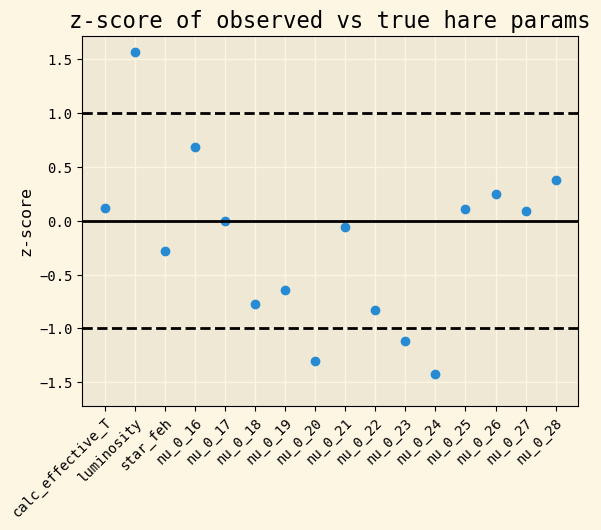 z-score of observed vs true hare params
z-score
1.5
1.0
0.5
0.0
−0.5
−1.0
−1.5
calc_effective_T
luminosity
star_feh
nu_0_16
nu_0_17
nu_0_18
nu_0_19
nu_0_20
nu_0_21
nu_0_22
nu_0_23
nu_0_24
nu_0_25
nu_0_26
nu_0_27
nu_0_28